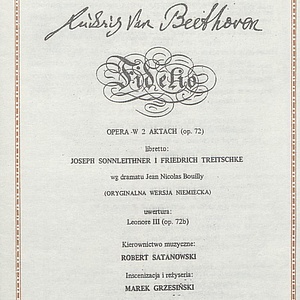 Ludwig Van Beethoven
Fidelio
OPERA W 2 AKTACH (op. 72)
libretto:
JOSEPH SONNLEITHNER I FRIEDRICH TREITSCHKE
wg dramatu Jean Nicolas Bouilly
(ORYGINALNA WERSJA NIEMIECKA)
uwertura:
Leonore III (op. 72b)
Kierownictwo muzyczne:
ROBERT SATANOWSKI
Inscenizacja i reżyseria:
MAREK GRZESIŃSKI